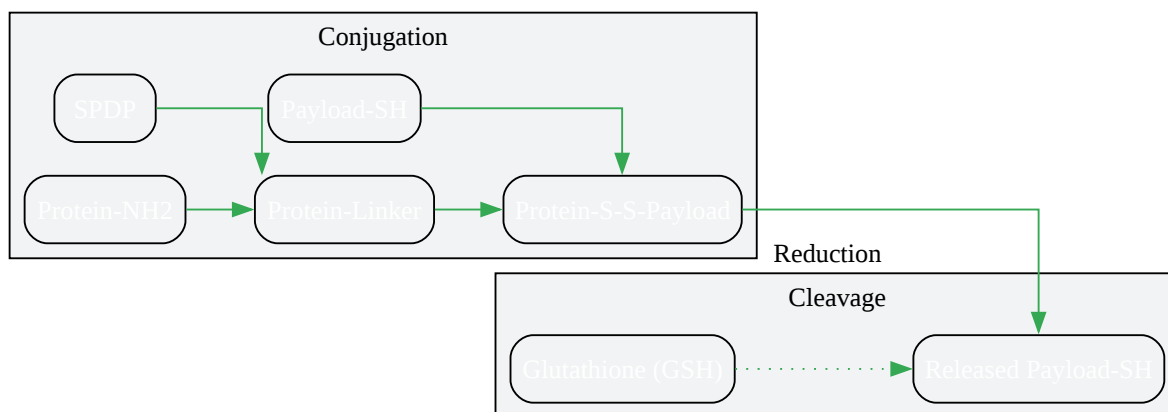 Conjugation
SPDP
Payload-SH
Protein-NH2
Protein-Linker
Protein-S-S-Payload
Reduction
Cleavage
Glutathione (GSH)
Released Payload-SH